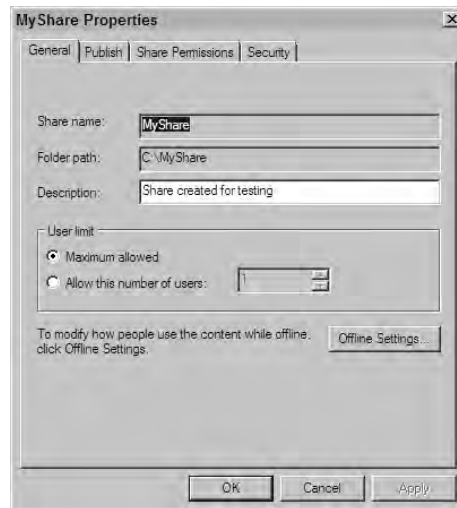 MyShare Properties
General Publish Share Permissions Security
Share name: MyShare
Folder path: C:\MyShare
Description: Share created for testing
User limit
Maximum allowed
Allow this number of users: 1
To modify how people use the content while offline,
click Offline Settings.
Offline Settings...
OK Cancel Apply